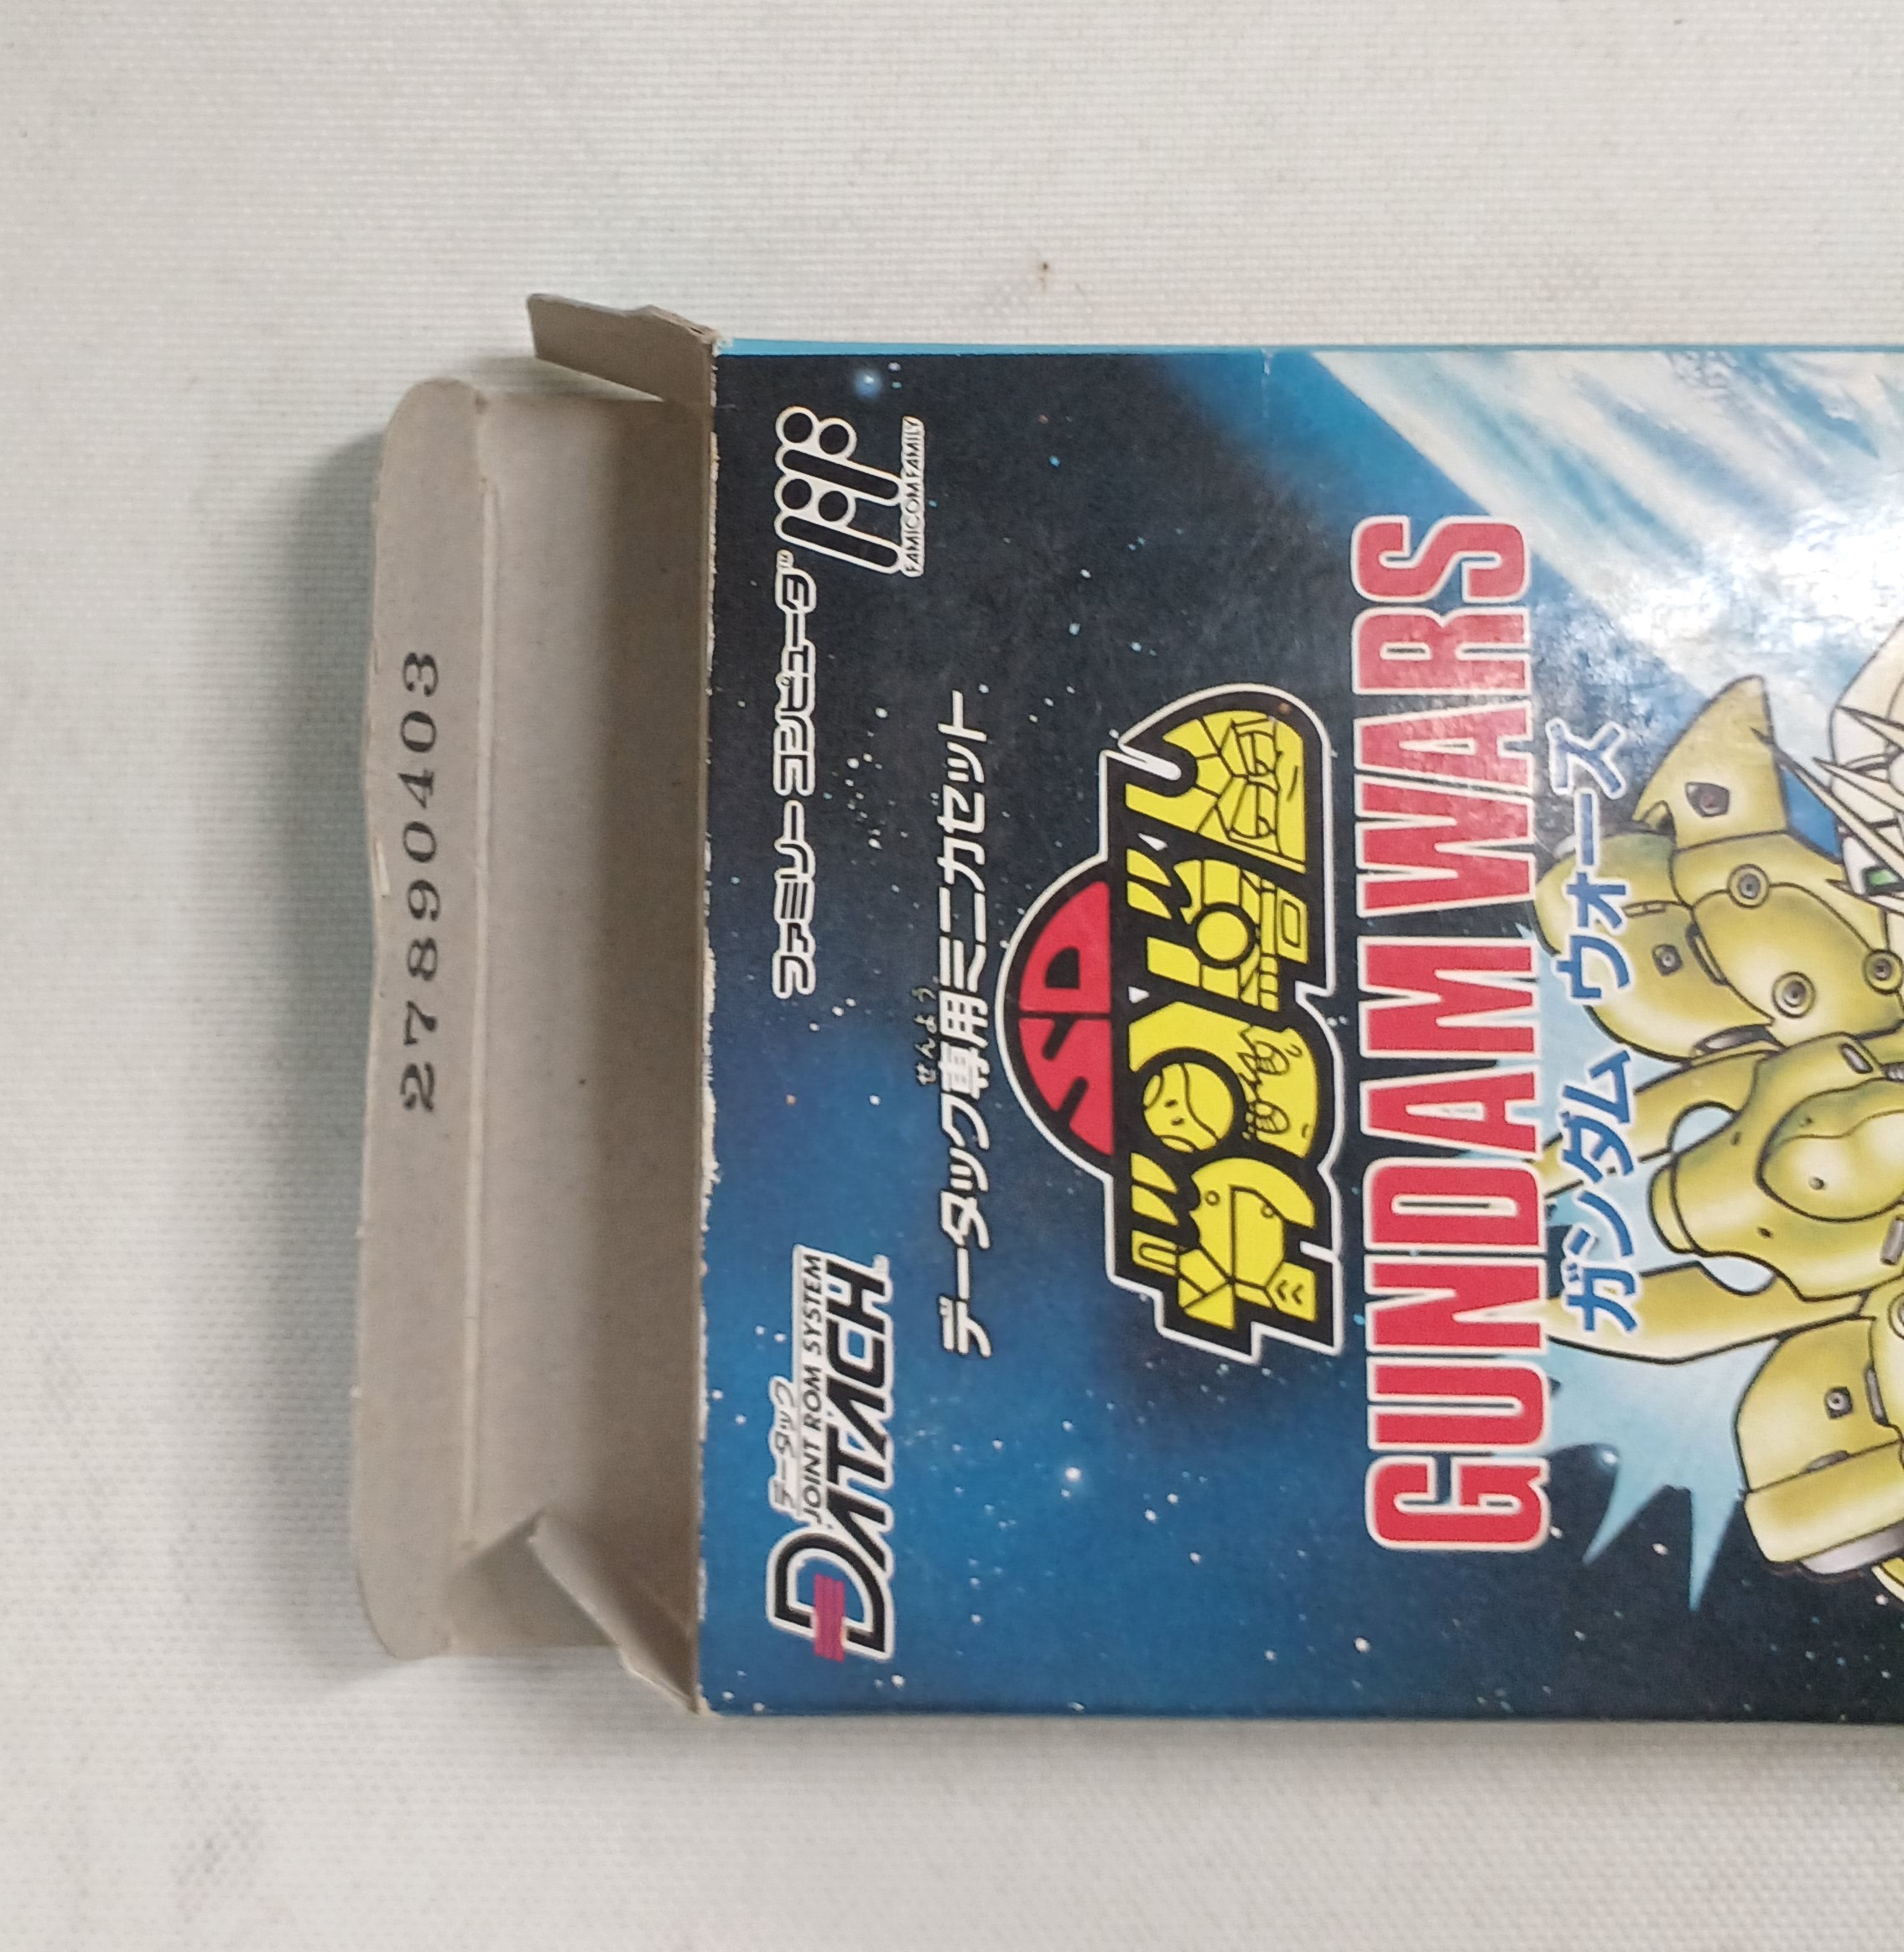 27890403
データック
JOINT ROM SYSTEM
DATACH
ファミリーコンピュータ™
FAMICOM FAMILY
せんよう
データック専用ミニカセット
SD
ガンダム
GUNDAM WARS
ガンダム ウォーズ